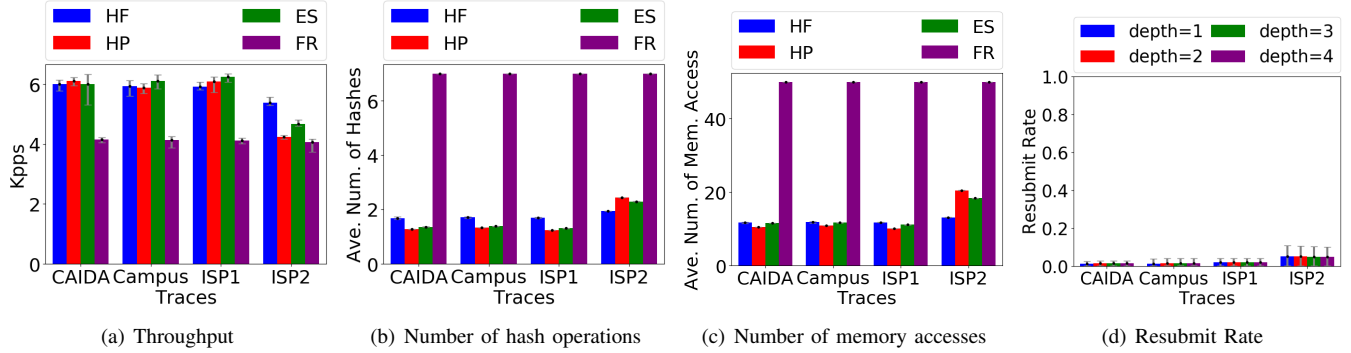 HF ES
HP FR
Kpps
6
4
2
0
CAIDA Campus ISP1 ISP2
Traces
(a) Throughput
HF ES
HP FR
Ave. Num. of Hashes
6
4
2
0
CAIDA Campus ISP1 ISP2
Traces
(b) Number of hash operations
HF ES
HP FR
Ave. Num. of Mem. Access
40
20
0
CAIDA Campus ISP1 ISP2
Traces
(c) Number of memory accesses
depth=1 depth=3
depth=2 depth=4
Resubmit Rate
1.0
0.8
0.6
0.4
0.2
0.0
CAIDA Campus ISP1 ISP2
Traces
(d) Resubmit Rate